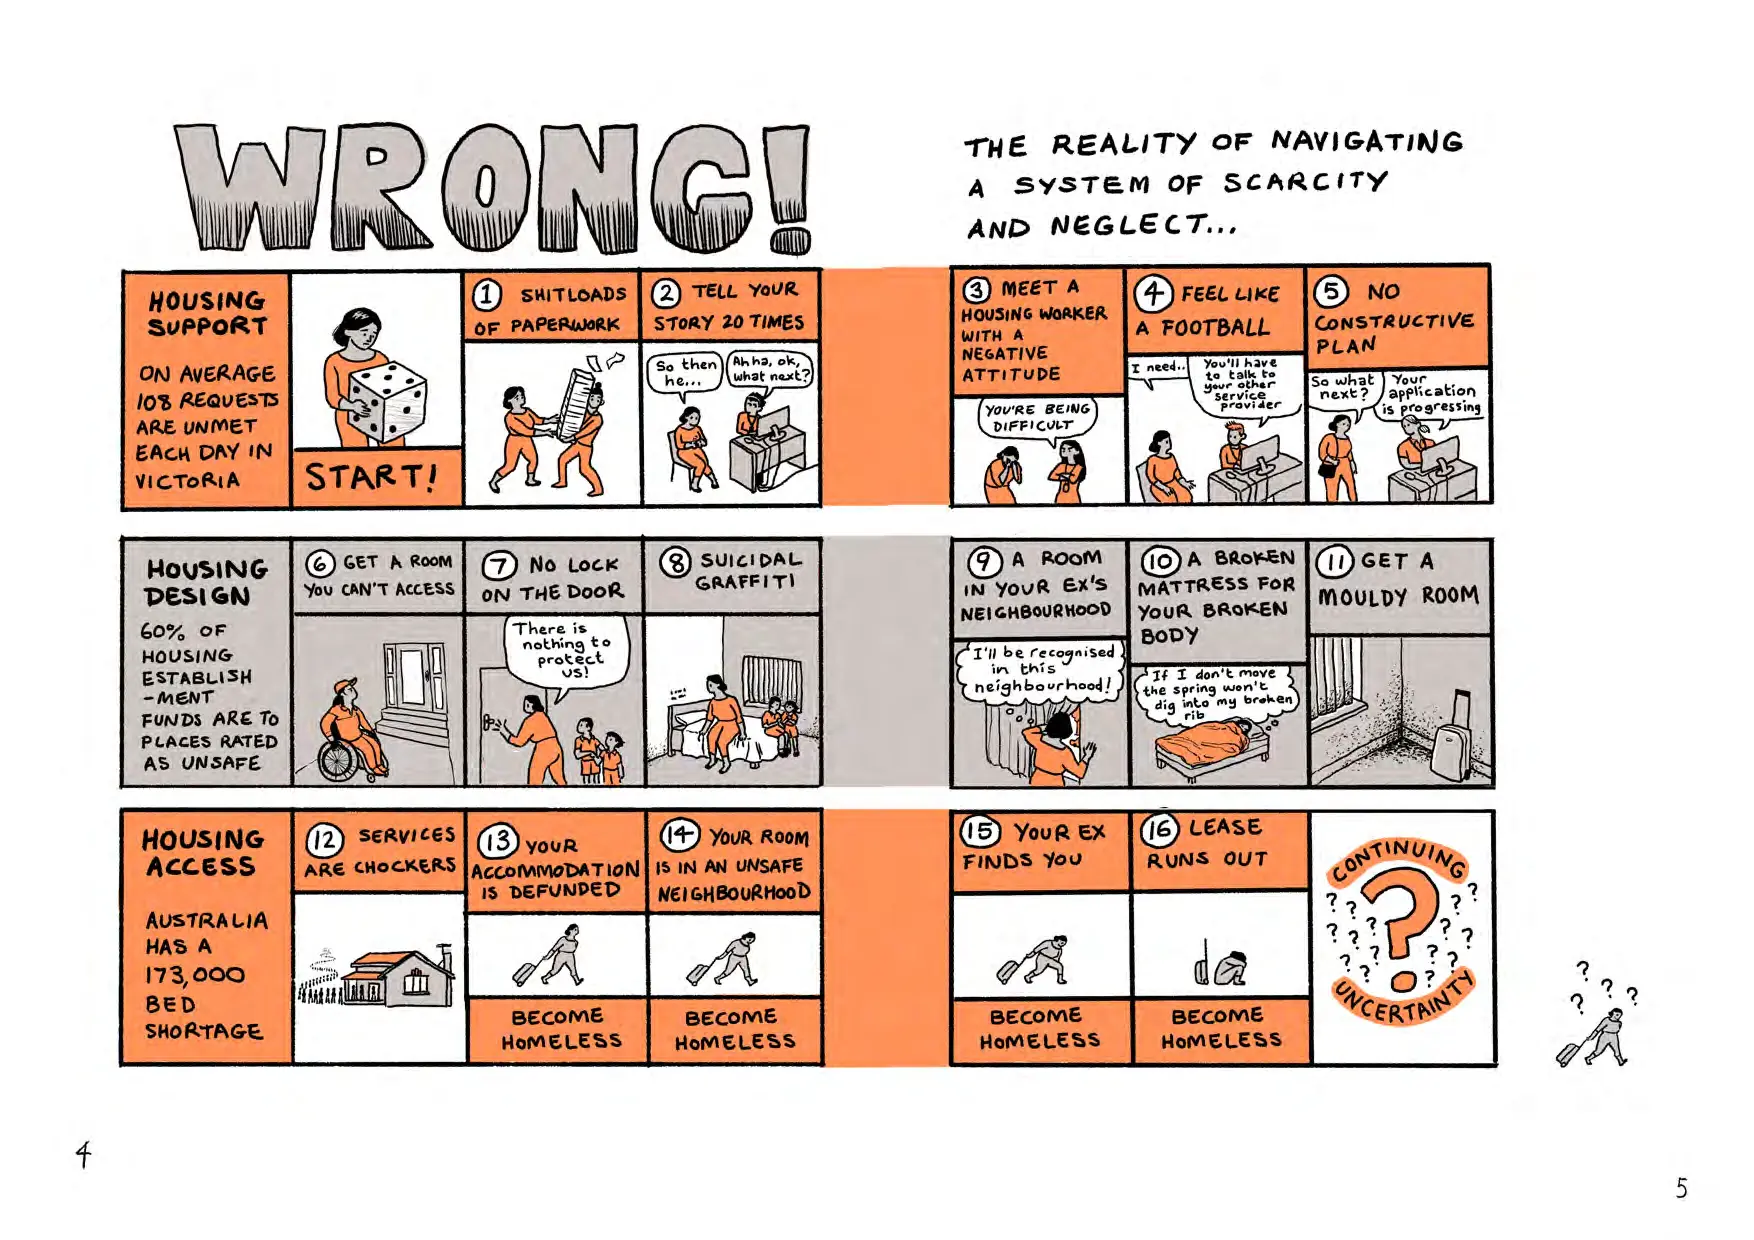 WRONG!
THE REALITY OF NAVIGATING
A SYSTEM OF SCARCITY
AND NEGLECT...
HOUSING
SUPPORT
ON AVERAGE
108 REQUESTS
ARE UNMET
EACH DAY IN
VICTORIA
START!
1 SHITLOADS
OF PAPERWORK
2 TELL YOUR
STORY 20 TIMES
So then
he...
Ah ha, ok,
what next?
3 MEET A
HOUSING WORKER
WITH A
NEGATIVE
ATTITUDE
YOU'RE BEING
DIFFICULT
4 FEEL LIKE
A FOOTBALL
I need..
You'll have
to talk to
your other
service
provider
5 NO
CONSTRUCTIVE
PLAN
So what
next?
Your
application
is progressing
HOUSING
DESIGN
60% OF
HOUSING
ESTABLISH
-MENT
FUNDS ARE TO
PLACES RATED
AS UNSAFE
6 GET A ROOM
YOU CAN'T ACCESS
7 NO LOCK
ON THE DOOR
There is
nothing to
protect
us!
8 SUICIDAL
GRAFFITI
9 A ROOM
IN YOUR EX'S
NEIGHBOURHOOD
I'll be recognised
in this
neighbourhood!
10 A BROKEN
MATTRESS FOR
YOUR BROKEN
BODY
If I don't move
the spring won't
dig into my broken
rib
11 GET A
MOULDY ROOM
HOUSING
ACCESS
AUSTRALIA
HAS A
173,000
BED
SHORTAGE
12 SERVICES
ARE CHOCKERS
13 YOUR
ACCOMMODATION
IS DEFUNDED
BECOME
HOMELESS
14 YOUR ROOM
IS IN AN UNSAFE
NEIGHBOURHOOD
BECOME
HOMELESS
15 YOUR EX
FINDS YOU
BECOME
HOMELESS
16 LEASE
RUNS OUT
BECOME
HOMELESS
CONTINUING
?
UNCERTAINTY
? ? ? ?
4
5